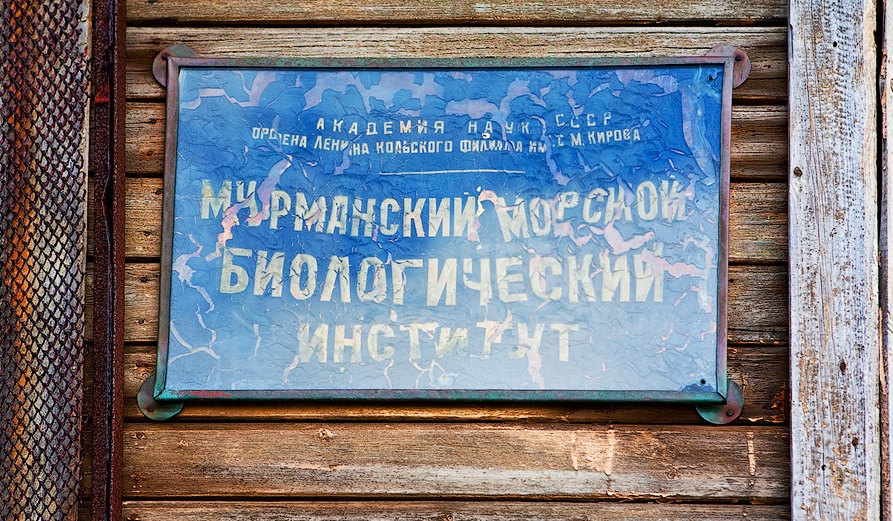 АКАДЕМИЯ НАУК СССР
ОРДЕНА ЛЕНИНА КОЛЬСКОГО ФИЛИАЛА ИМ. С. М. КИРОВА
МУРМАНСКИЙ МОРСКОЙ
БИОЛОГИЧЕСКИЙ
ИНСТИТУТ